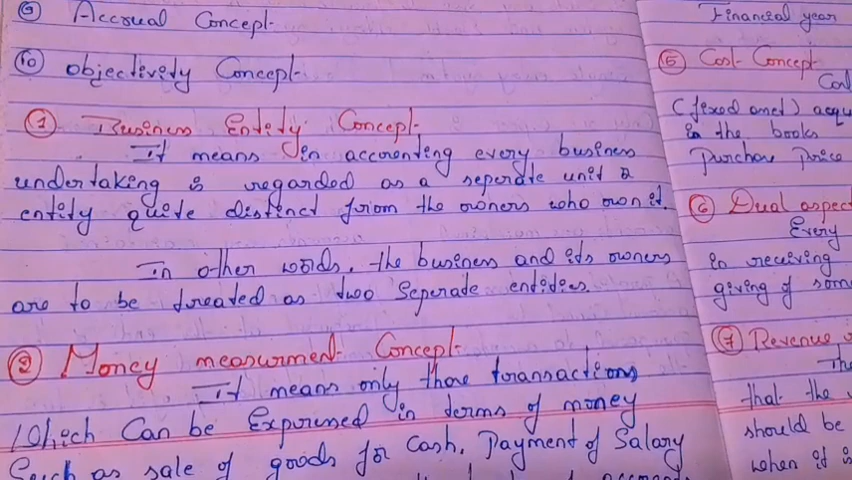 ⑨ Accrual Concept-
⑩ objectively Concept-
① Business Entity Concept-
It means in accounting every business
undertaking is regarded as a seperate unit &
entity quite distinct from the owners who own it.
In other words, the business and its owners
are to be treated as two Seperate entities.
② Money measurment Concept-
It means only those transactions
Which Can be Expressed in terms of money
Such as sale of goods for Cash, Payment of Salary
Financial year
⑤ Cost Concept
(fixed asset) acqu
in the books
Purchase Price
⑥ Dual aspect
Every
in receiving
giving of som
⑦ Revenue
The
that the
should be
when it is